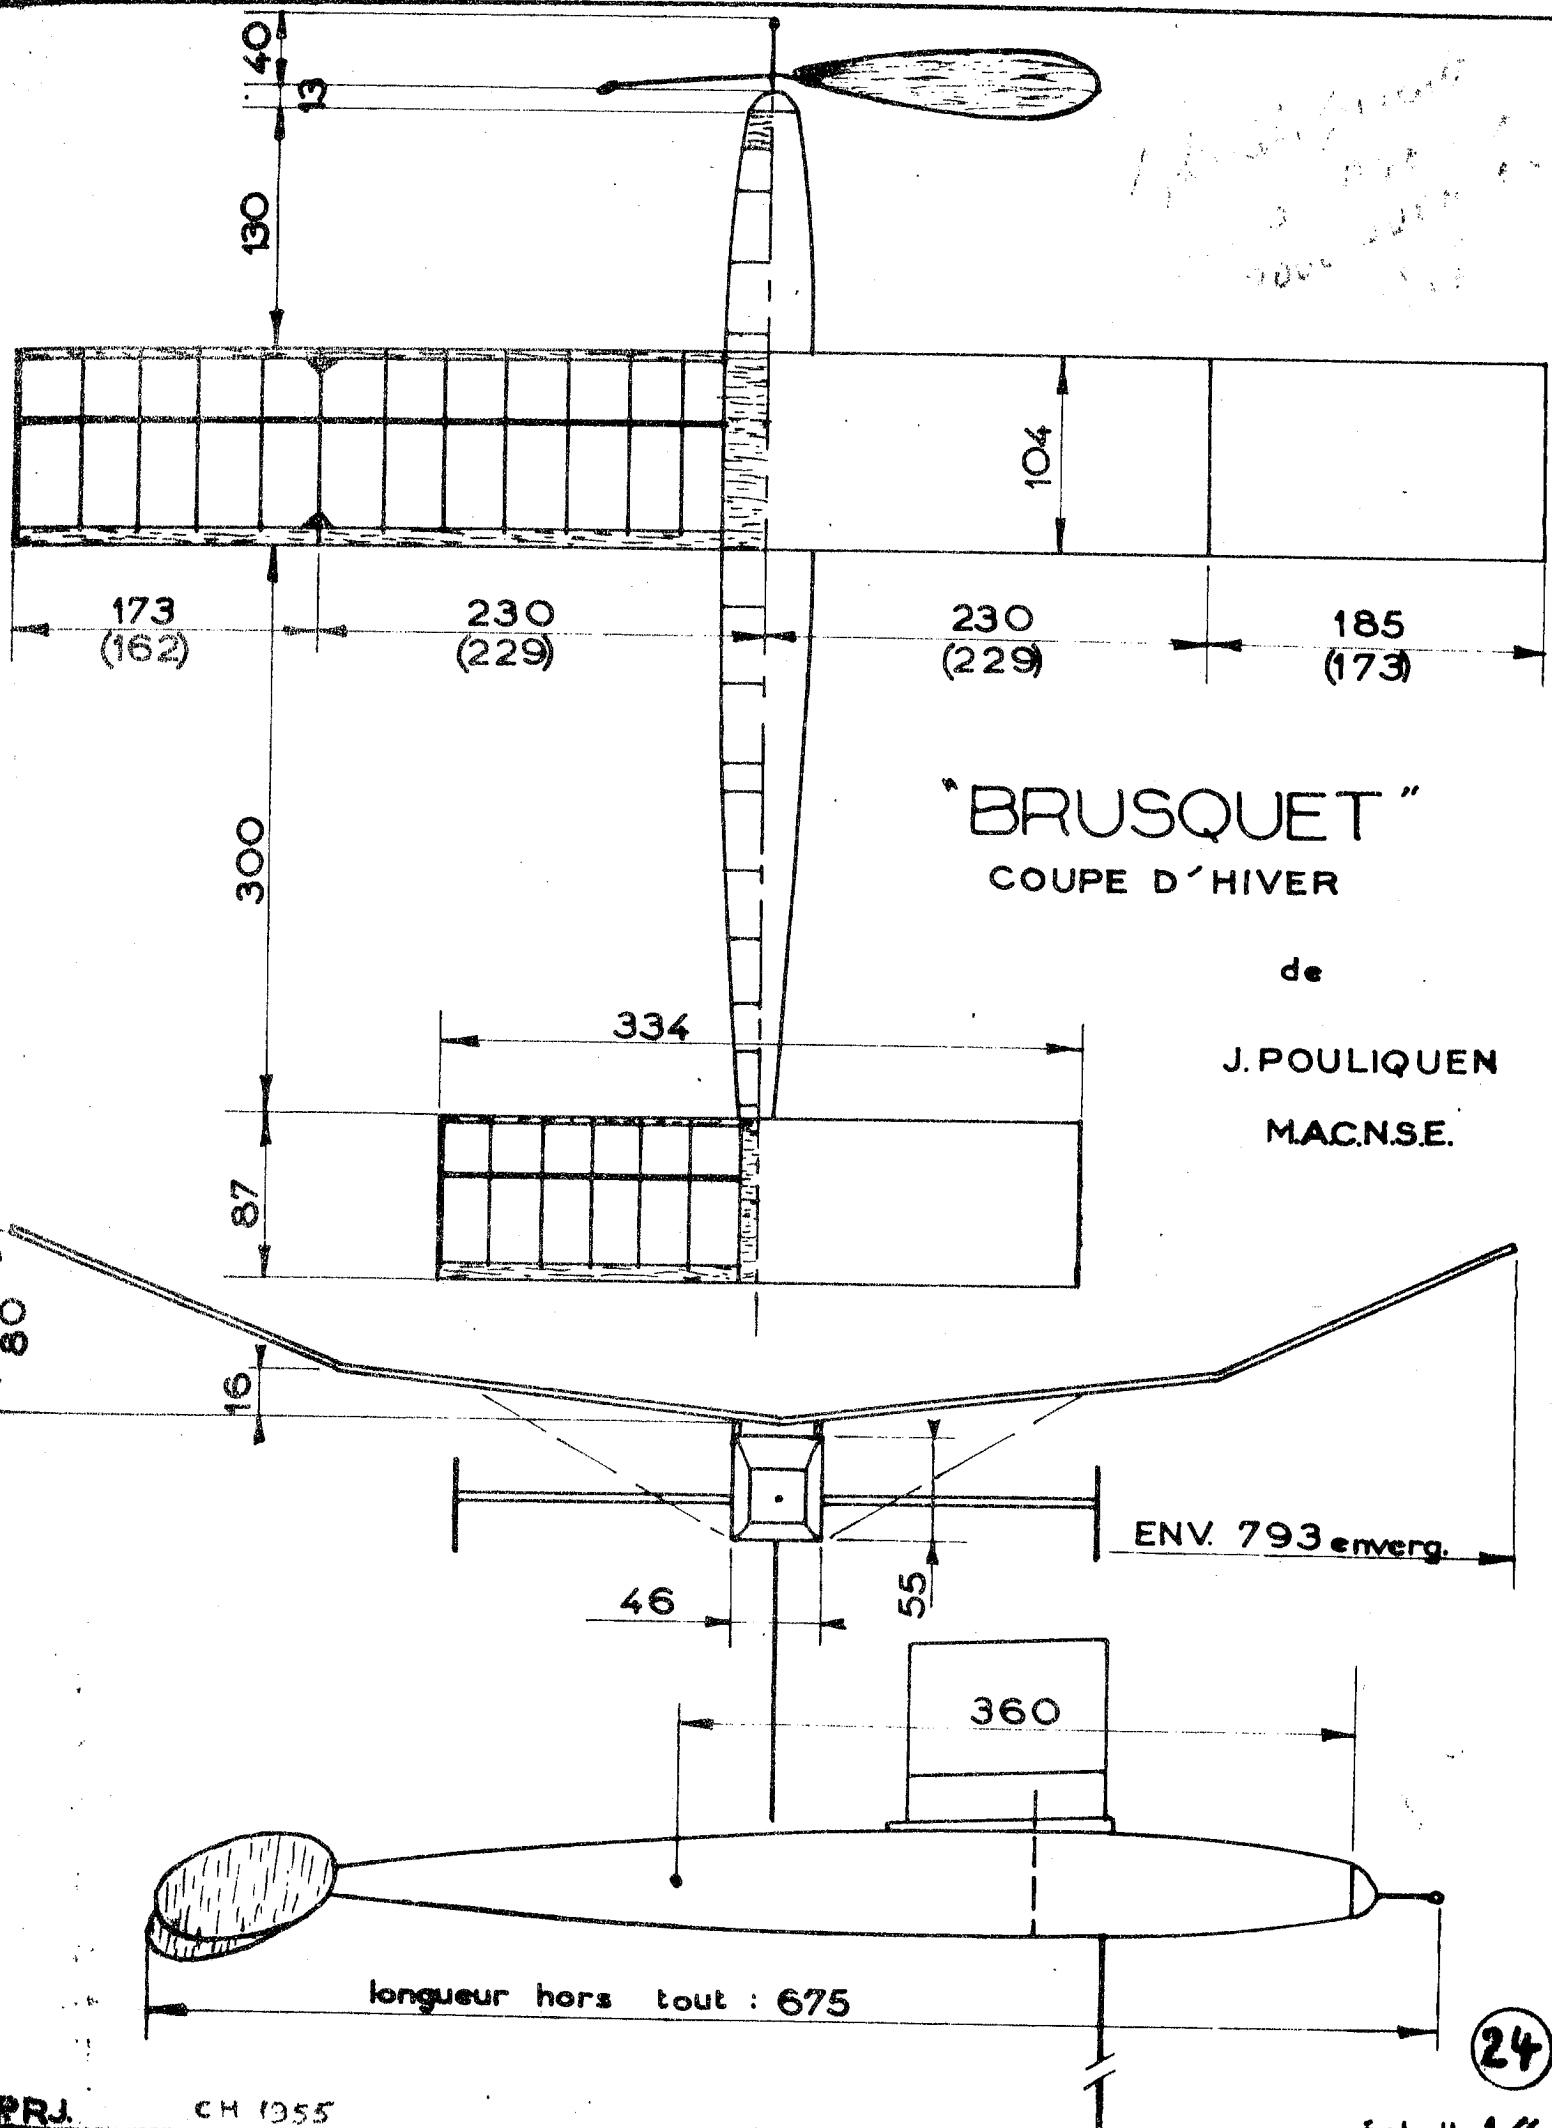 40
13
130
104
173
(162)
230
(229)
230
(229)
185
(173)
300
"BRUSQUET"
COUPE D'HIVER
de
J. POULIQUEN
M.A.C.N.S.E.
334
87
80
16
46
55
ENV. 793 enverg.
360
longueur hors tout : 675
24
PRJ.
CH 1955